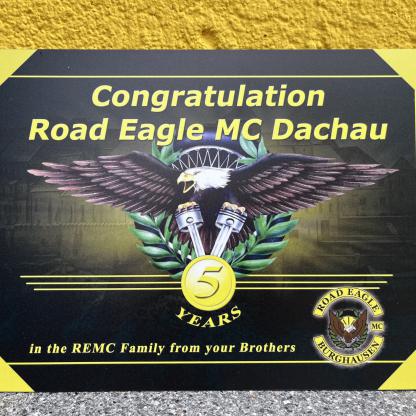 Congratulation
Road Eagle MC Dachau
5
YEARS
in the REMC Family from your Brothers
ROAD EAGLE
MC
BURGHAUSEN